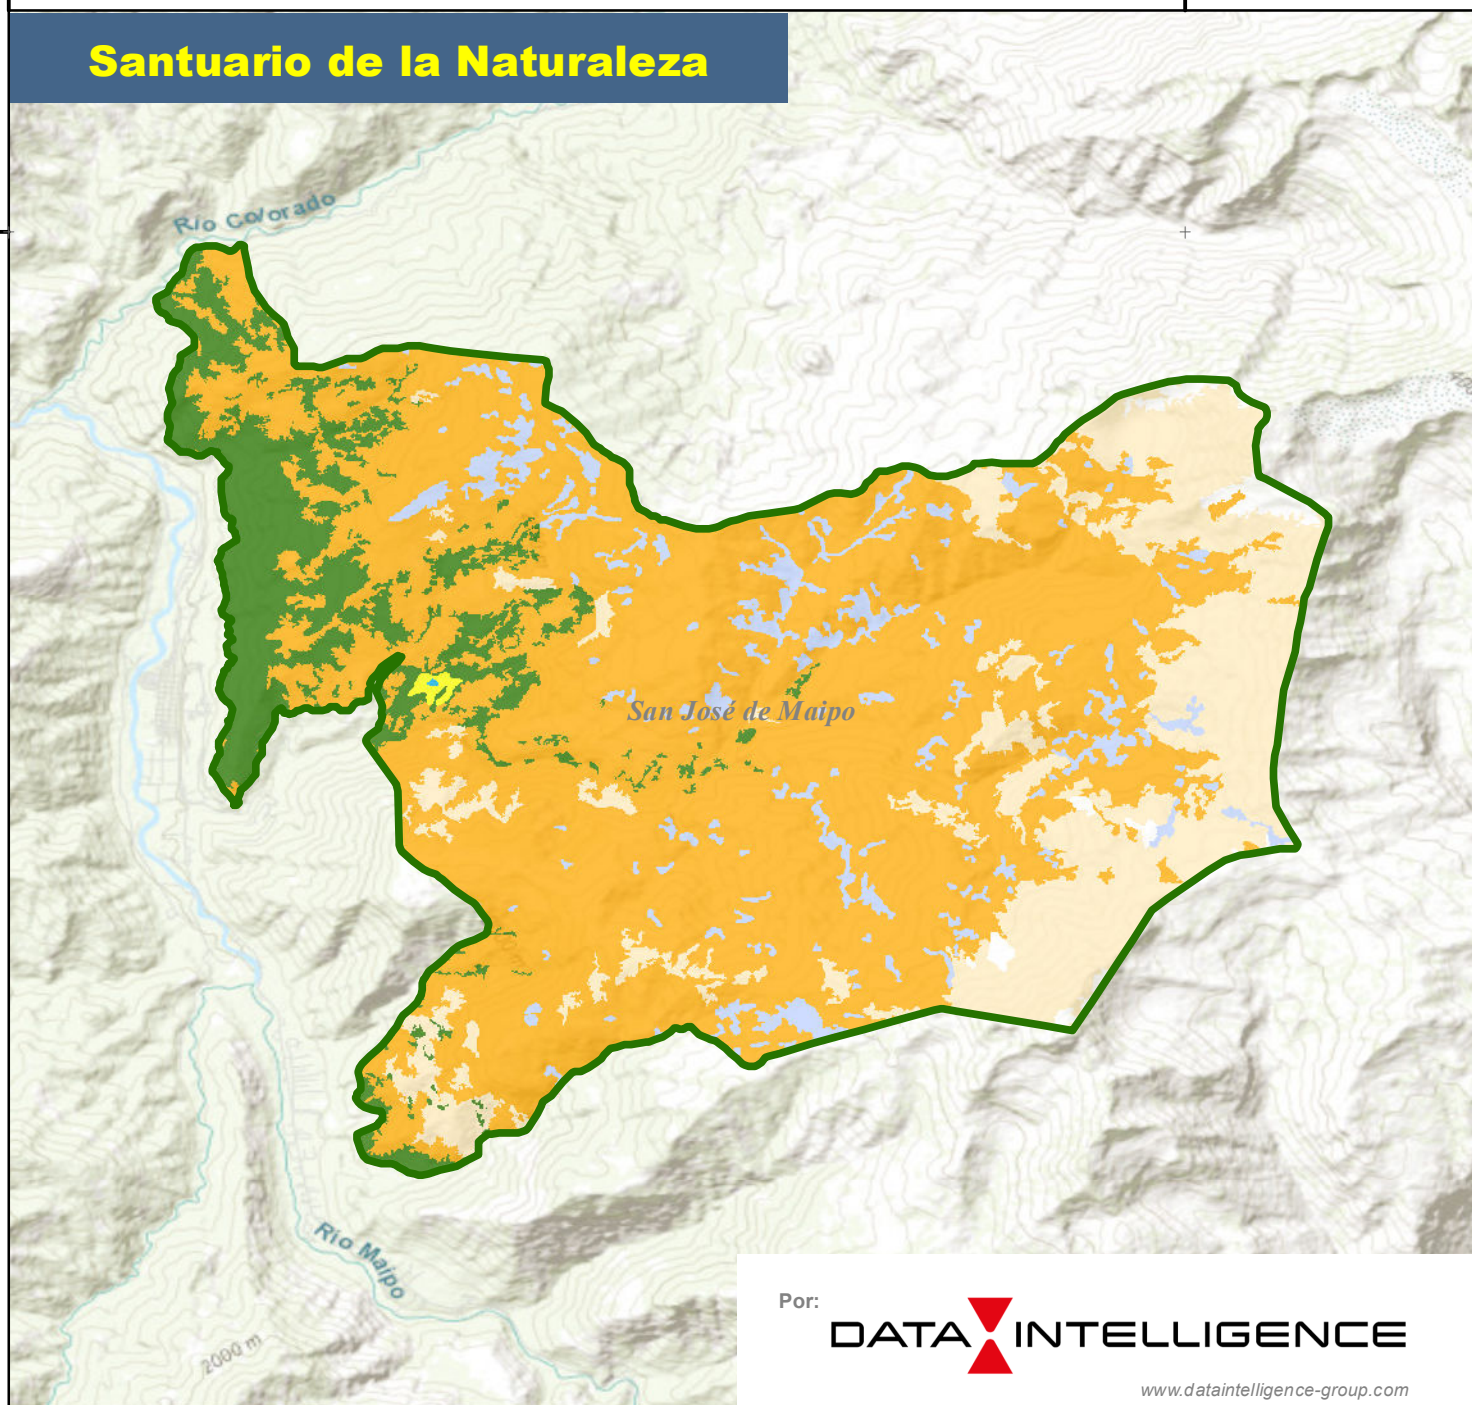 Santuario de la Naturaleza
Río Colorado
San José de Maipo
Río Maipo
2000 m
Por:
DATA INTELLIGENCE
www.dataintelligence-group.com